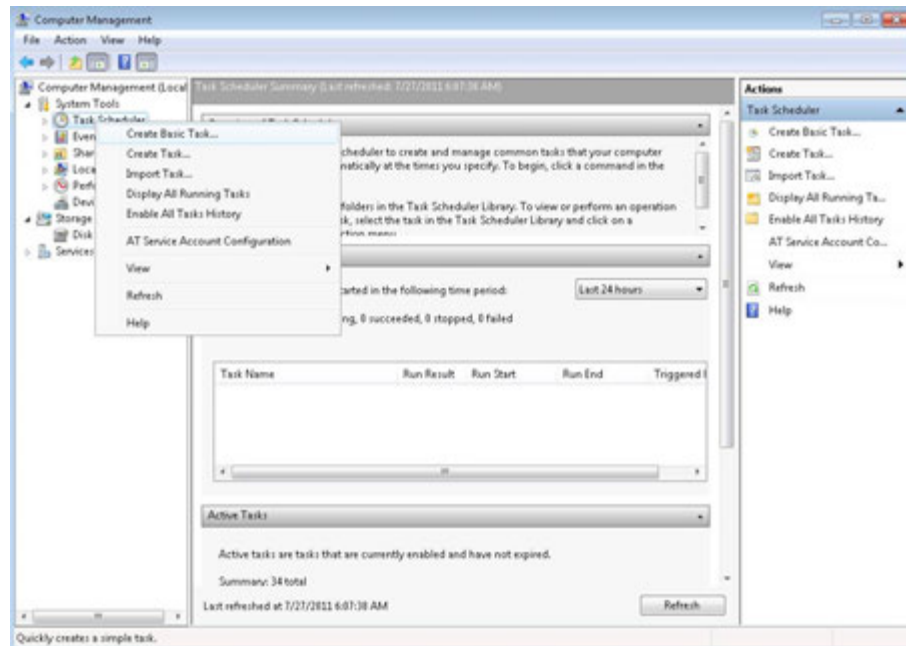 Computer Management
File Action View Help
Computer Management (Local
System Tools
Task Scheduler
Even
Shar
Loca
Perfo
Devi
Storage
Disk
Services
Create Basic Task...
Create Task...
Import Task...
Display All Running Tasks
Enable All Tasks History
AT Service Account Configuration
View
Refresh
Help
Task Scheduler Summary (Last refreshed: 7/27/2011 6:07:38 AM)
cheduler to create and manage common tasks that your computer
matically at the times you specify. To begin, click a command in the
folders in the Task Scheduler Library. To view or perform an operation
sk, select the task in the Task Scheduler Library and click on a
ction menu
tarted in the following time period:
Last 24 hours
ng, 0 succeeded, 0 stopped, 0 failed
Task Name Run Result Run Start Run End Triggered
Active Tasks
Active tasks are tasks that are currently enabled and have not expired.
Summary: 34 total
Last refreshed at 7/27/2011 6:07:38 AM
Refresh
Actions
Task Scheduler
Create Basic Task...
Create Task...
Import Task...
Display All Running Ta...
Enable All Tasks History
AT Service Account Co...
View
Refresh
Help
Quickly creates a simple task.